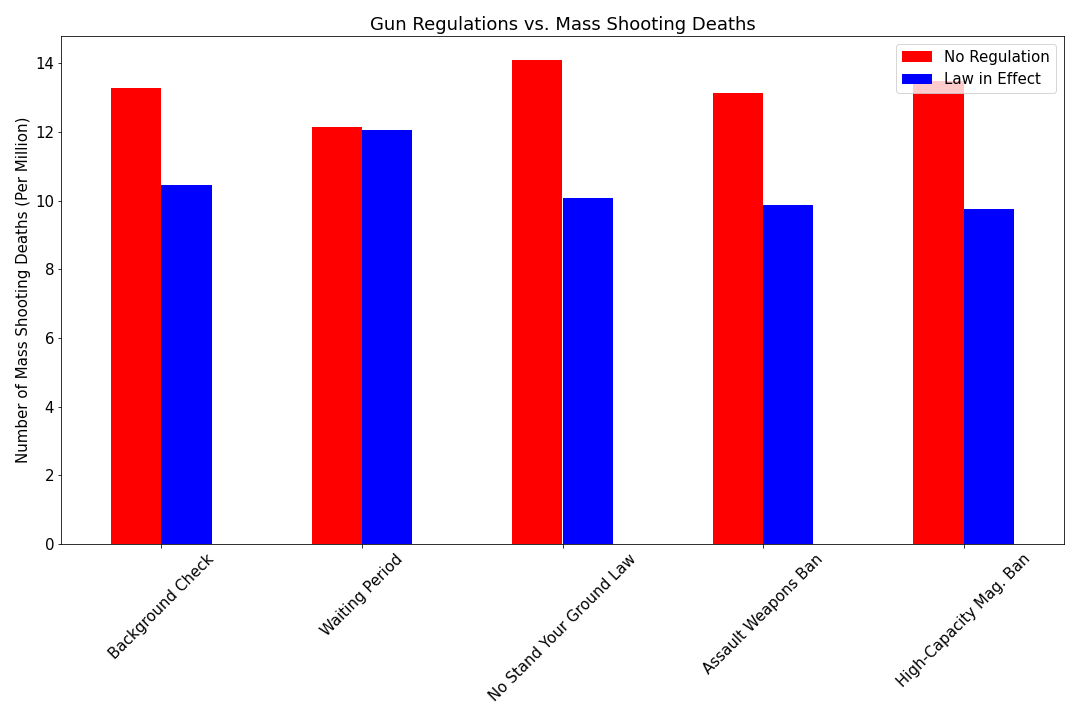 Gun Regulations vs. Mass Shooting Deaths
No Regulation
Law in Effect
Number of Mass Shooting Deaths (Per Million)
14
12
10
8
6
4
2
0
Background Check
Waiting Period
No Stand Your Ground Law
Assault Weapons Ban
High-Capacity Mag. Ban